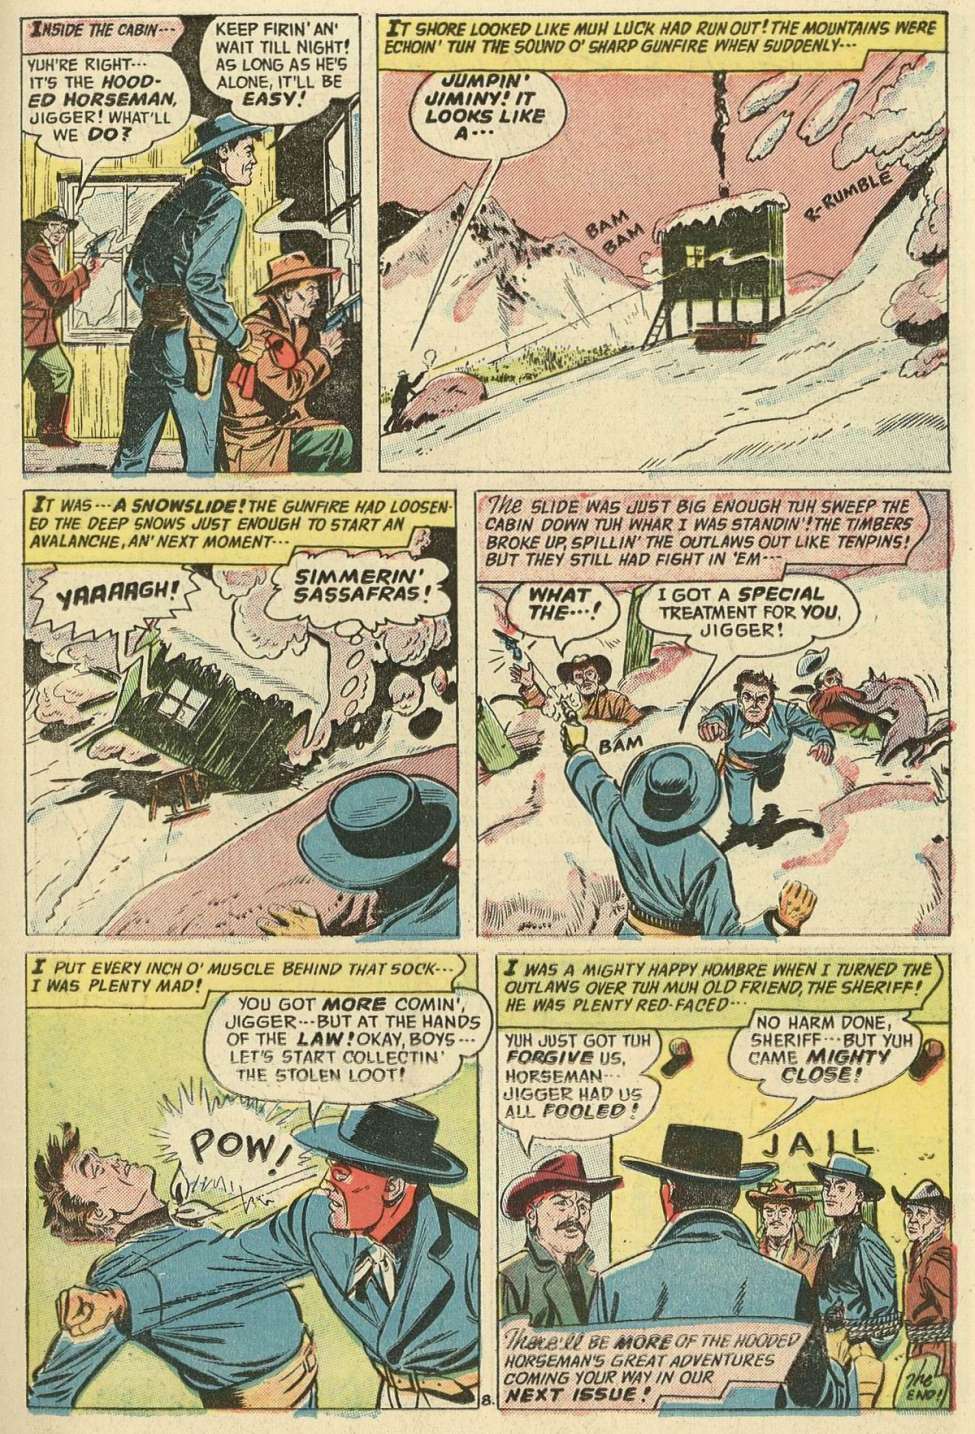 INSIDE THE CABIN---
YUH'RE RIGHT---
IT'S THE HOOD-
ED HORSEMAN,
JIGGER! WHAT'LL
WE DO?
KEEP FIRIN' AN'
WAIT TILL NIGHT!
AS LONG AS HE'S
ALONE, IT'LL BE
EASY!
IT SHORE LOOKED LIKE MUH LUCK HAD RUN OUT! THE MOUNTAINS WERE
ECHOIN' TUH THE SOUND O' SHARP GUNFIRE WHEN SUDDENLY---
JUMPIN'
JIMINY! IT
LOOKS LIKE
A---
BAM
BAM
R-RUMBLE
IT WAS---A SNOWSLIDE! THE GUNFIRE HAD LOOSEN-
ED THE DEEP SNOWS JUST ENOUGH TO START AN
AVALANCHE, AN' NEXT MOMENT---
YAAAAGH!
SIMMERIN'
SASSAFRAS!
The SLIDE WAS JUST BIG ENOUGH TUH SWEEP THE
CABIN DOWN TUH WHAR I WAS STANDIN'! THE TIMBERS
BROKE UP, SPILLIN' THE OUTLAWS OUT LIKE TENPINS!
BUT THEY STILL HAD FIGHT IN 'EM---
WHAT
THE---!
I GOT A SPECIAL
TREATMENT FOR YOU,
JIGGER!
BAM
I PUT EVERY INCH O' MUSCLE BEHIND THAT SOCK---
I WAS PLENTY MAD!
YOU GOT MORE COMIN',
JIGGER---BUT AT THE HANDS
OF THE LAW! OKAY, BOYS---
LET'S START COLLECTIN'
THE STOLEN LOOT!
POW!
8.
I WAS A MIGHTY HAPPY HOMBRE WHEN I TURNED THE
OUTLAWS OVER TUH MUH OLD FRIEND, THE SHERIFF!
HE WAS PLENTY RED-FACED---
YUH JUST GOT TUH
FORGIVE US,
HORSEMAN---
JIGGER HAD US
ALL FOOLED!
NO HARM DONE,
SHERIFF---BUT YUH
CAME MIGHTY
CLOSE!
JAIL
There'll BE MORE OF THE HOODED
HORSEMAN'S GREAT ADVENTURES
COMING YOUR WAY IN OUR
NEXT ISSUE!
The
END!